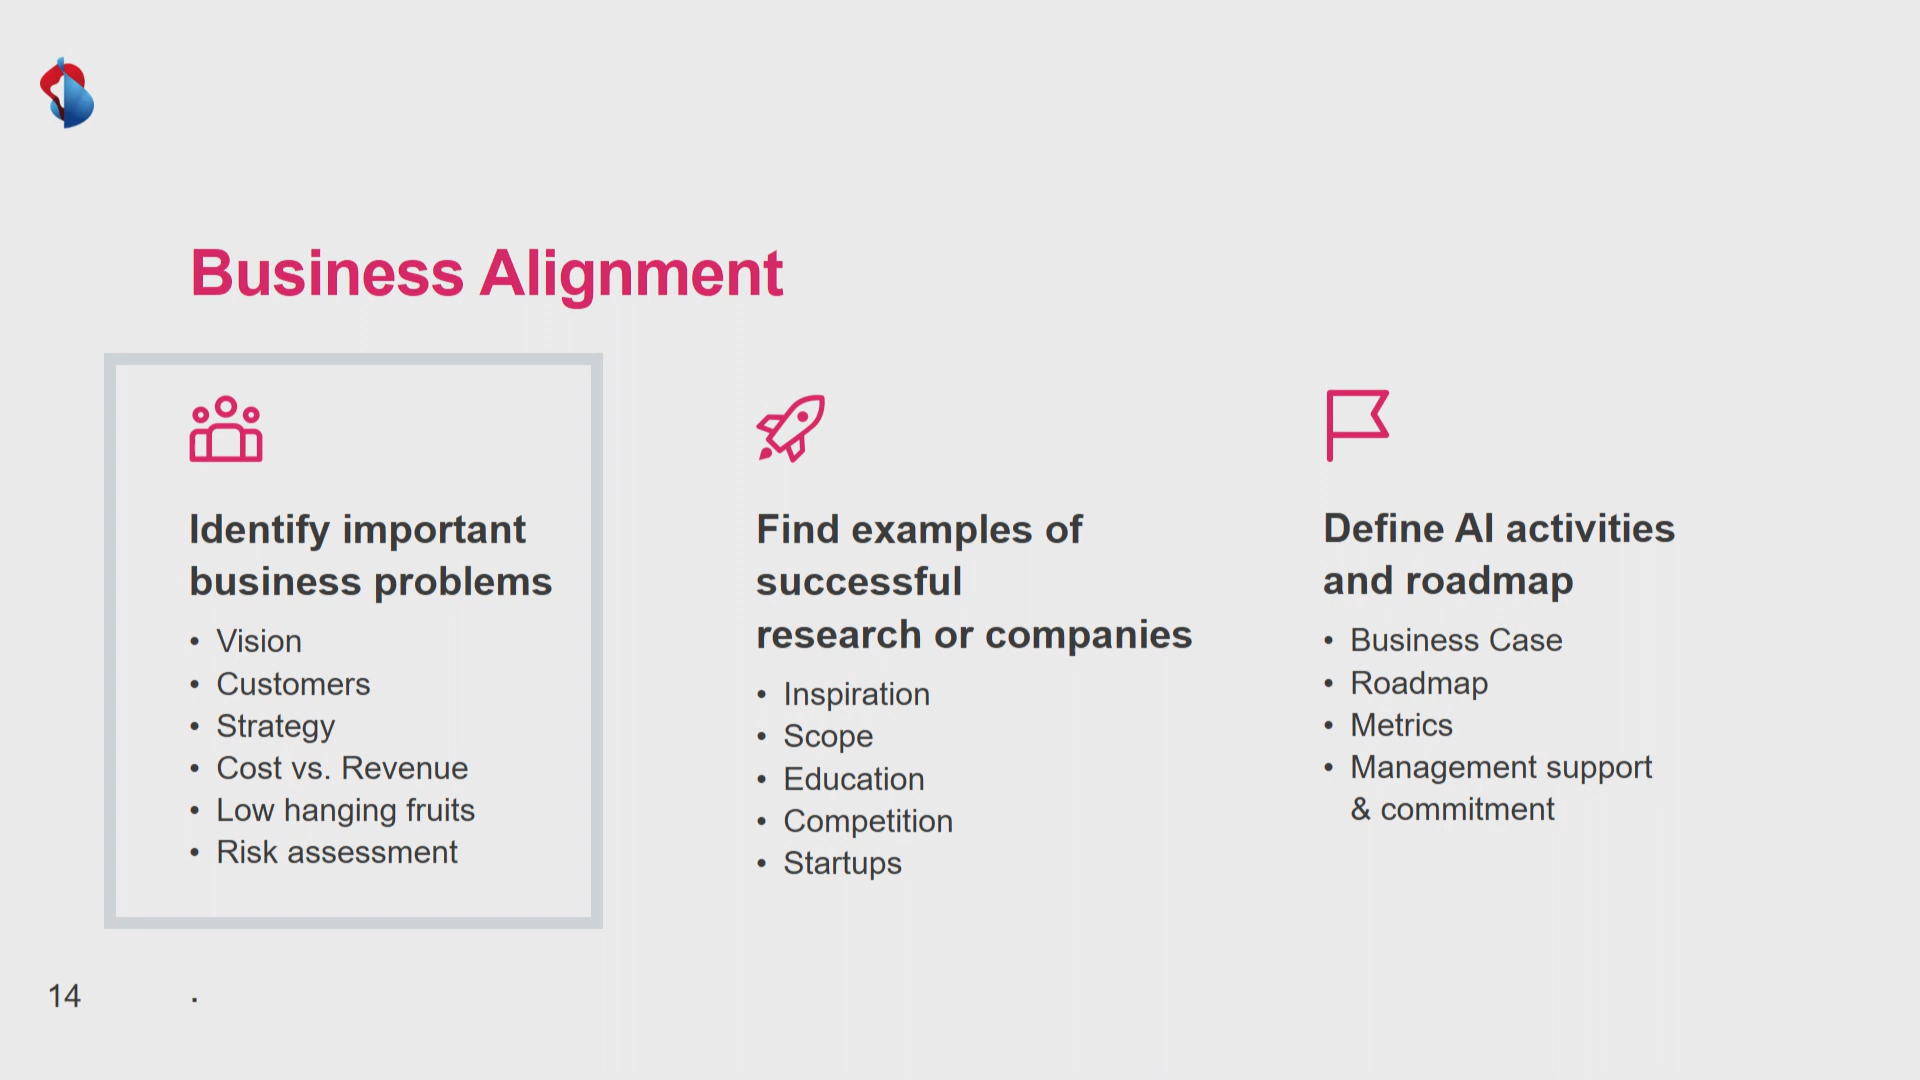 Business Alignment
Identify important
business problems
• Vision
• Customers
• Strategy
• Cost vs. Revenue
• Low hanging fruits
• Risk assessment
Find examples of
successful
research or companies
• Inspiration
• Scope
• Education
• Competition
• Startups
Define AI activities
and roadmap
• Business Case
• Roadmap
• Metrics
• Management support
& commitment
14
.